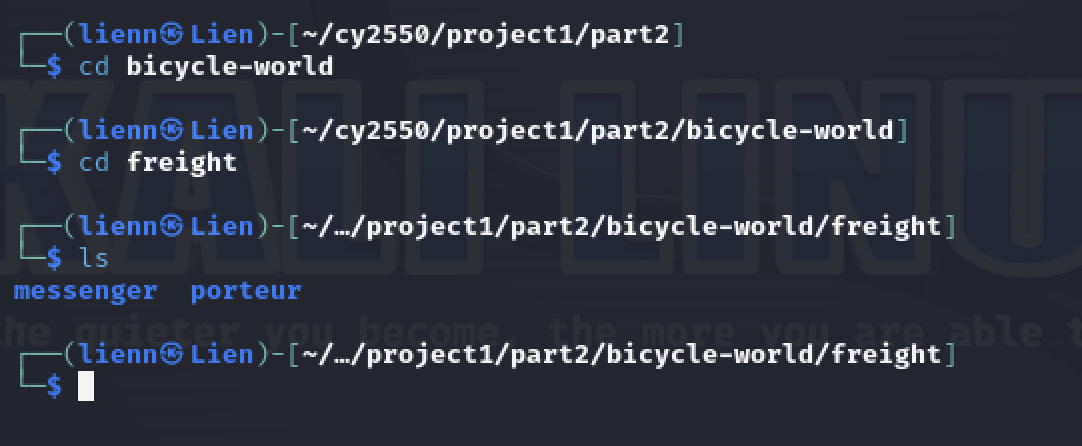 ┌──(lienn㉿Lien)-[~/cy2550/project1/part2]
└─$ cd bicycle-world
┌──(lienn㉿Lien)-[~/cy2550/project1/part2/bicycle-world]
└─$ cd freight
┌──(lienn㉿Lien)-[~/…/project1/part2/bicycle-world/freight]
└─$ ls
messenger  porteur
┌──(lienn㉿Lien)-[~/…/project1/part2/bicycle-world/freight]
└─$
KALI LINU
the quieter you become, the more you are able t